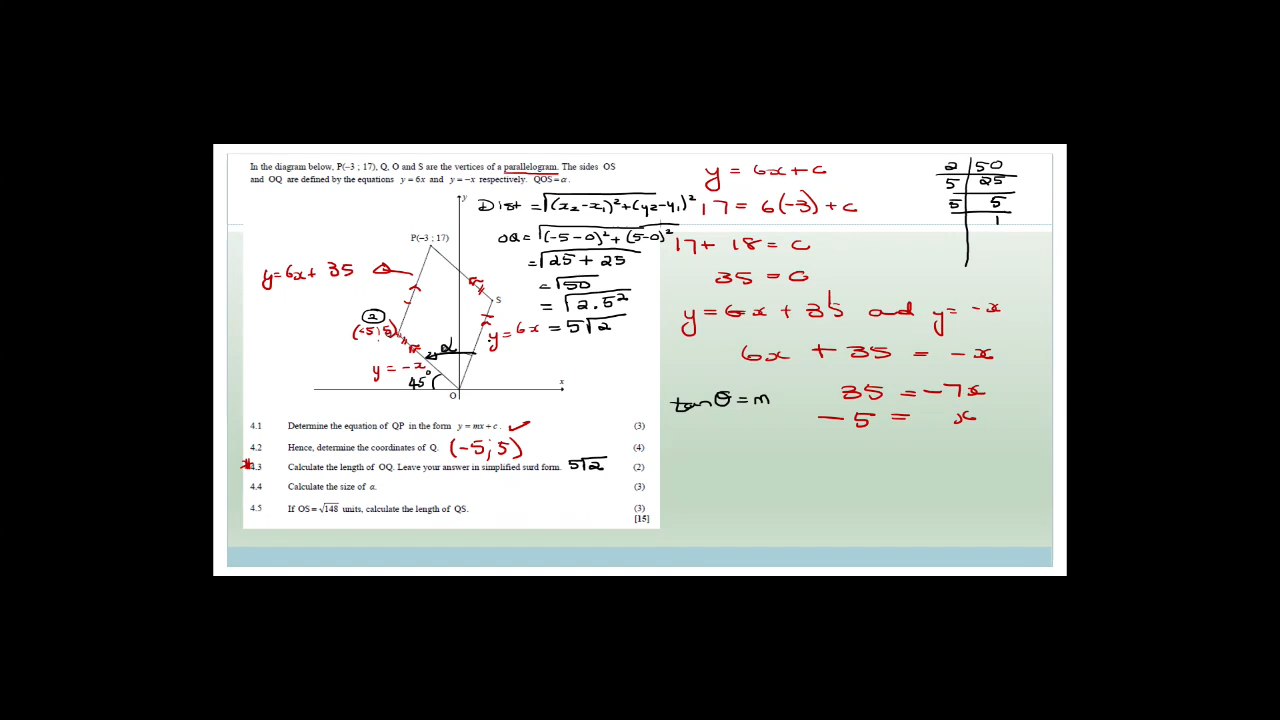 In the diagram below, P(−3 ; 17), Q, O and S are the vertices of a parallelogram. The sides OS
and OQ are defined by the equations y = 6x and y = −x respectively. QOS = α.
y
Dist = √(x₂−x₁)²+(y₂−y₁)²
P(−3 ; 17)
OQ = √(−5−0)² + (5−0)²
= √25 + 25
= √50
= √2.5²
= 5√2
y=6x+ 35
S
2
(-5;5)
y = 6x
α
y = −x
45°
x
O
4.1 Determine the equation of QP in the form y = mx + c. ✓ (3)
4.2 Hence, determine the coordinates of Q. (−5;5) (4)
4.3 Calculate the length of OQ. Leave your answer in simplified surd form. 5√2 (2)
4.4 Calculate the size of α. (3)
4.5 If OS = √148 units, calculate the length of QS. (3)
[15]
y = 6x + c
17 = 6(−3) + c
17 + 18 = c
35 = c
y = 6x + 35 and y = −x
6x + 35 = −x
35 = −7x
−5 = x
tan θ = m
2 50
5 25
5 5
1